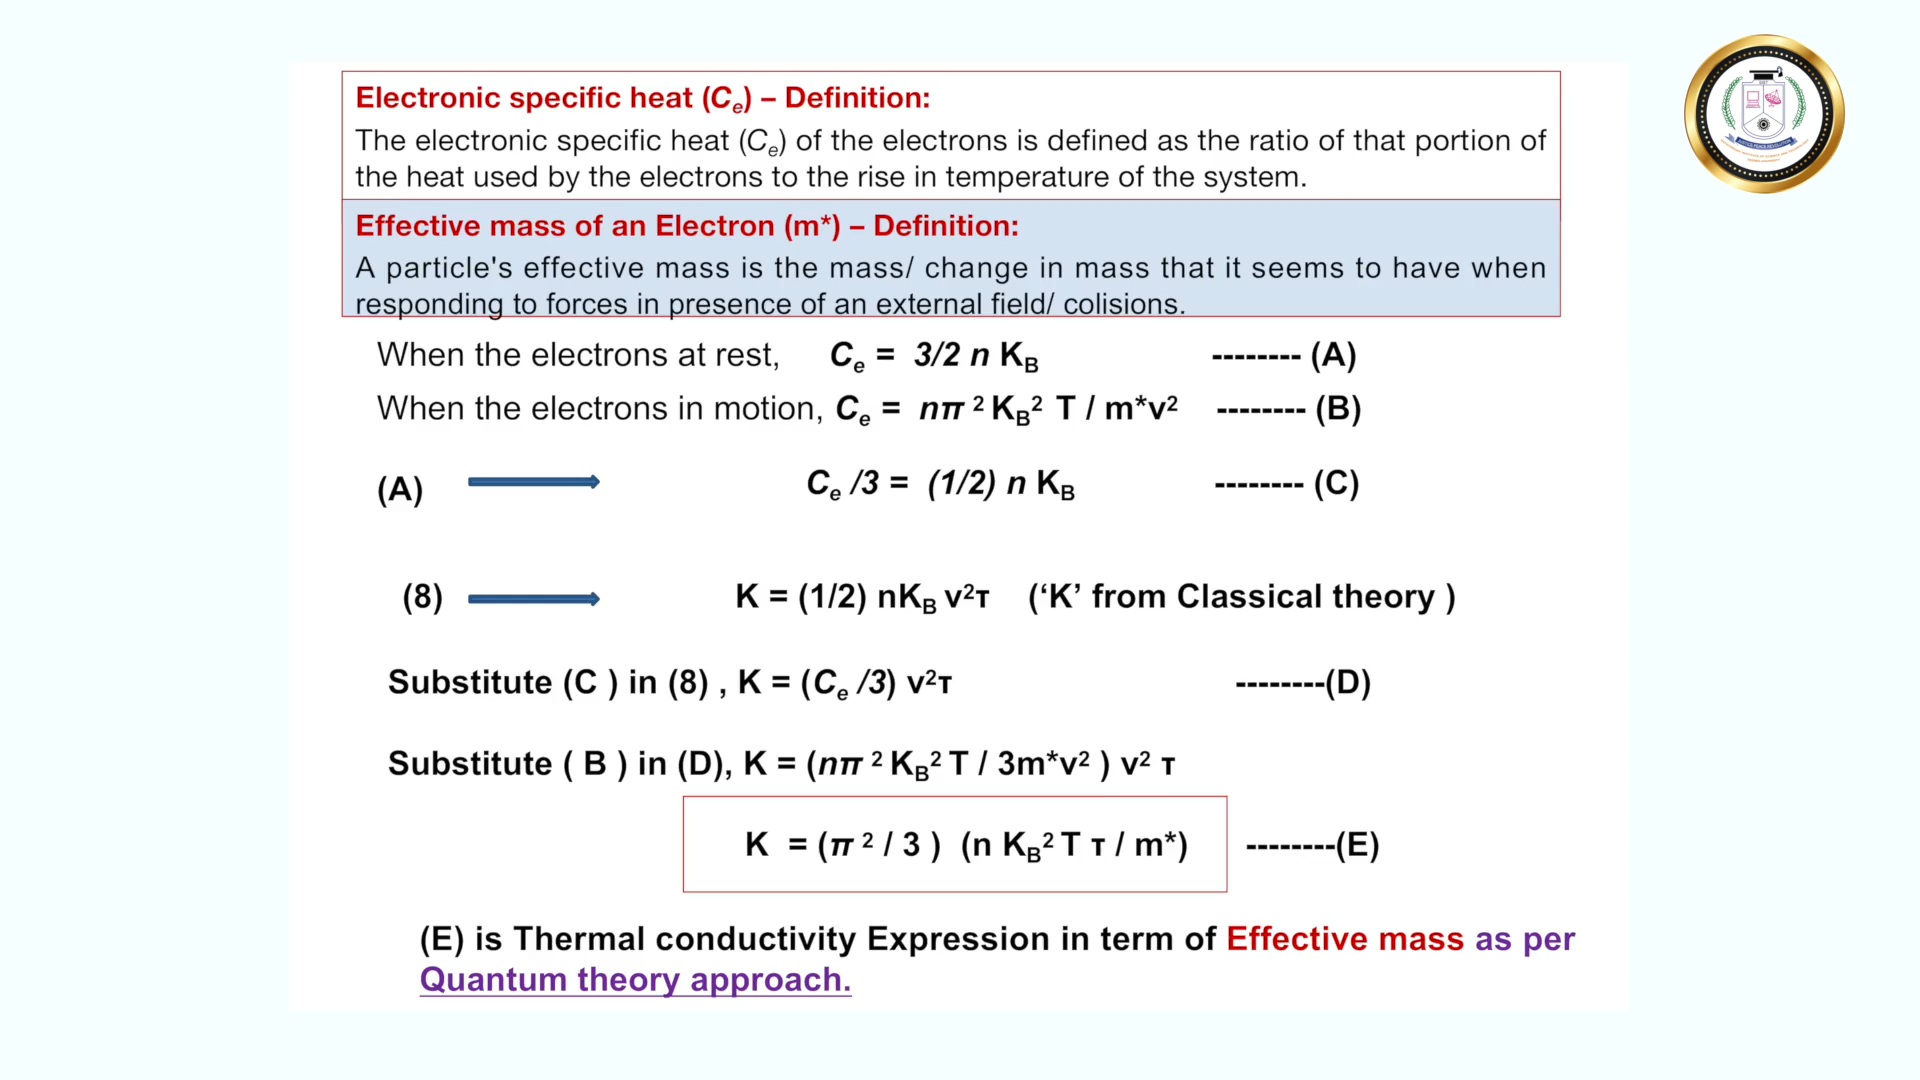 Electronic specific heat (Ce) – Definition:
The electronic specific heat (Ce) of the electrons is defined as the ratio of that portion of
the heat used by the electrons to the rise in temperature of the system.
Effective mass of an Electron (m*) – Definition:
A particle's effective mass is the mass/ change in mass that it seems to have when
responding to forces in presence of an external field/ colisions.
When the electrons at rest, Ce = 3/2 n KB -------- (A)
When the electrons in motion, Ce = nπ ² KB² T / m*v² -------- (B)
(A) Ce /3 = (1/2) n KB -------- (C)
(8) K = (1/2) nKB v²τ (‘K’ from Classical theory )
Substitute (C ) in (8) , K = (Ce /3) v²τ --------(D)
Substitute ( B ) in (D), K = (nπ ² KB² T / 3m*v² ) v² τ
K = (π ² / 3 ) (n KB² T τ / m*) --------(E)
(E) is Thermal conductivity Expression in term of Effective mass as per
Quantum theory approach.